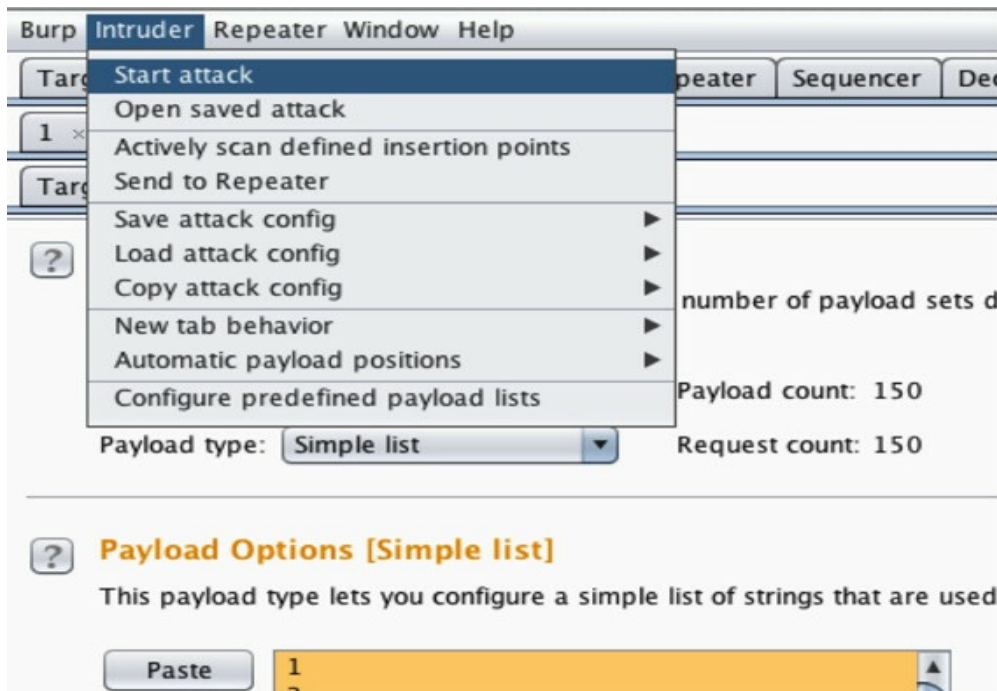 Burp Intruder Repeater Window Help
Start attack
peater Sequencer
Open saved attack
1
Actively scan defined insertion points
Send to Repeater
Save attack config
Load attack config
Copy attack config
number of payload sets
New tab behavior
Automatic payload positions
Configure predefined payload lists
Payload count: 150
Payload type: Simple list
Request count: 150
Payload Options [Simple list]
This payload type lets you configure a simple list of strings that are used
Paste
1